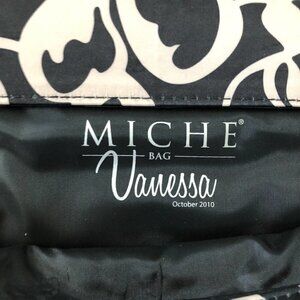 MICHE®
BAG
Vanessa
October 2010